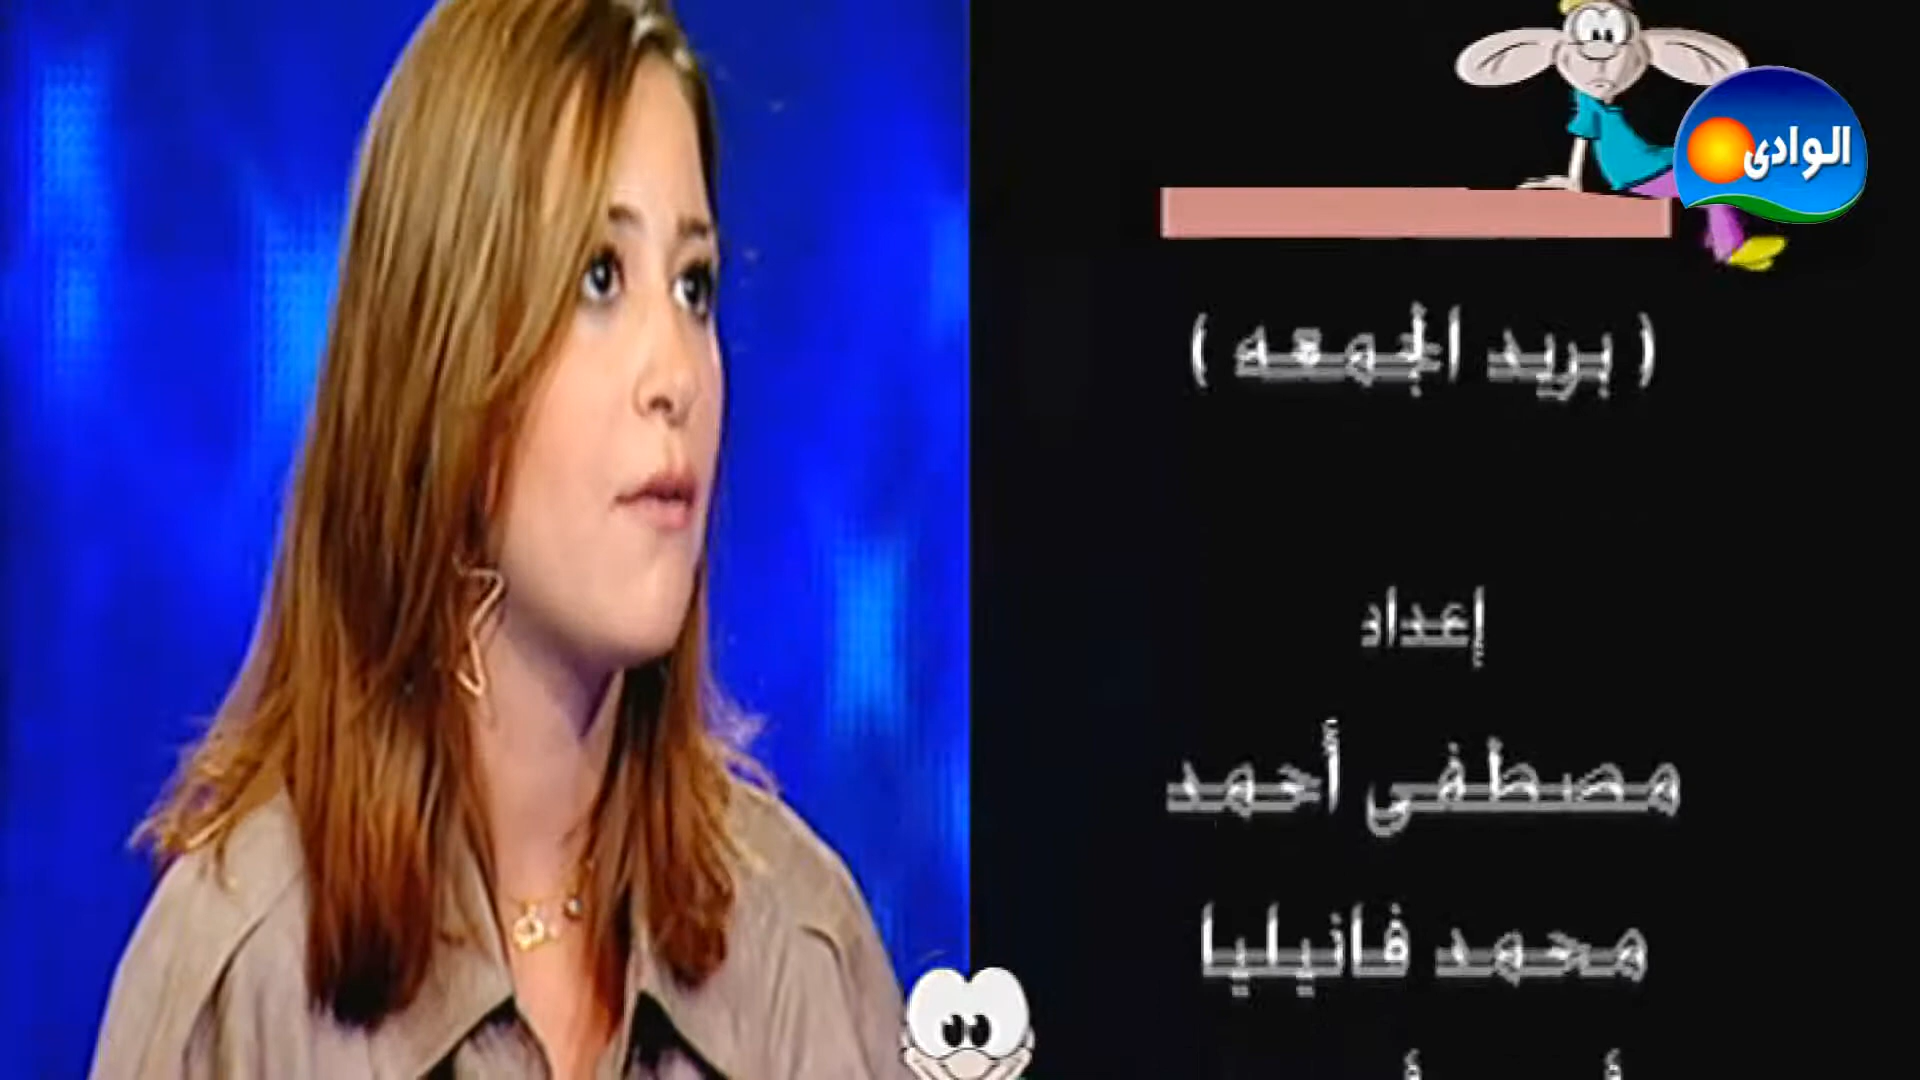 الوادى
( بريد الجمعه )
إعداد
مصطفى أحمد
محمد فانيليا